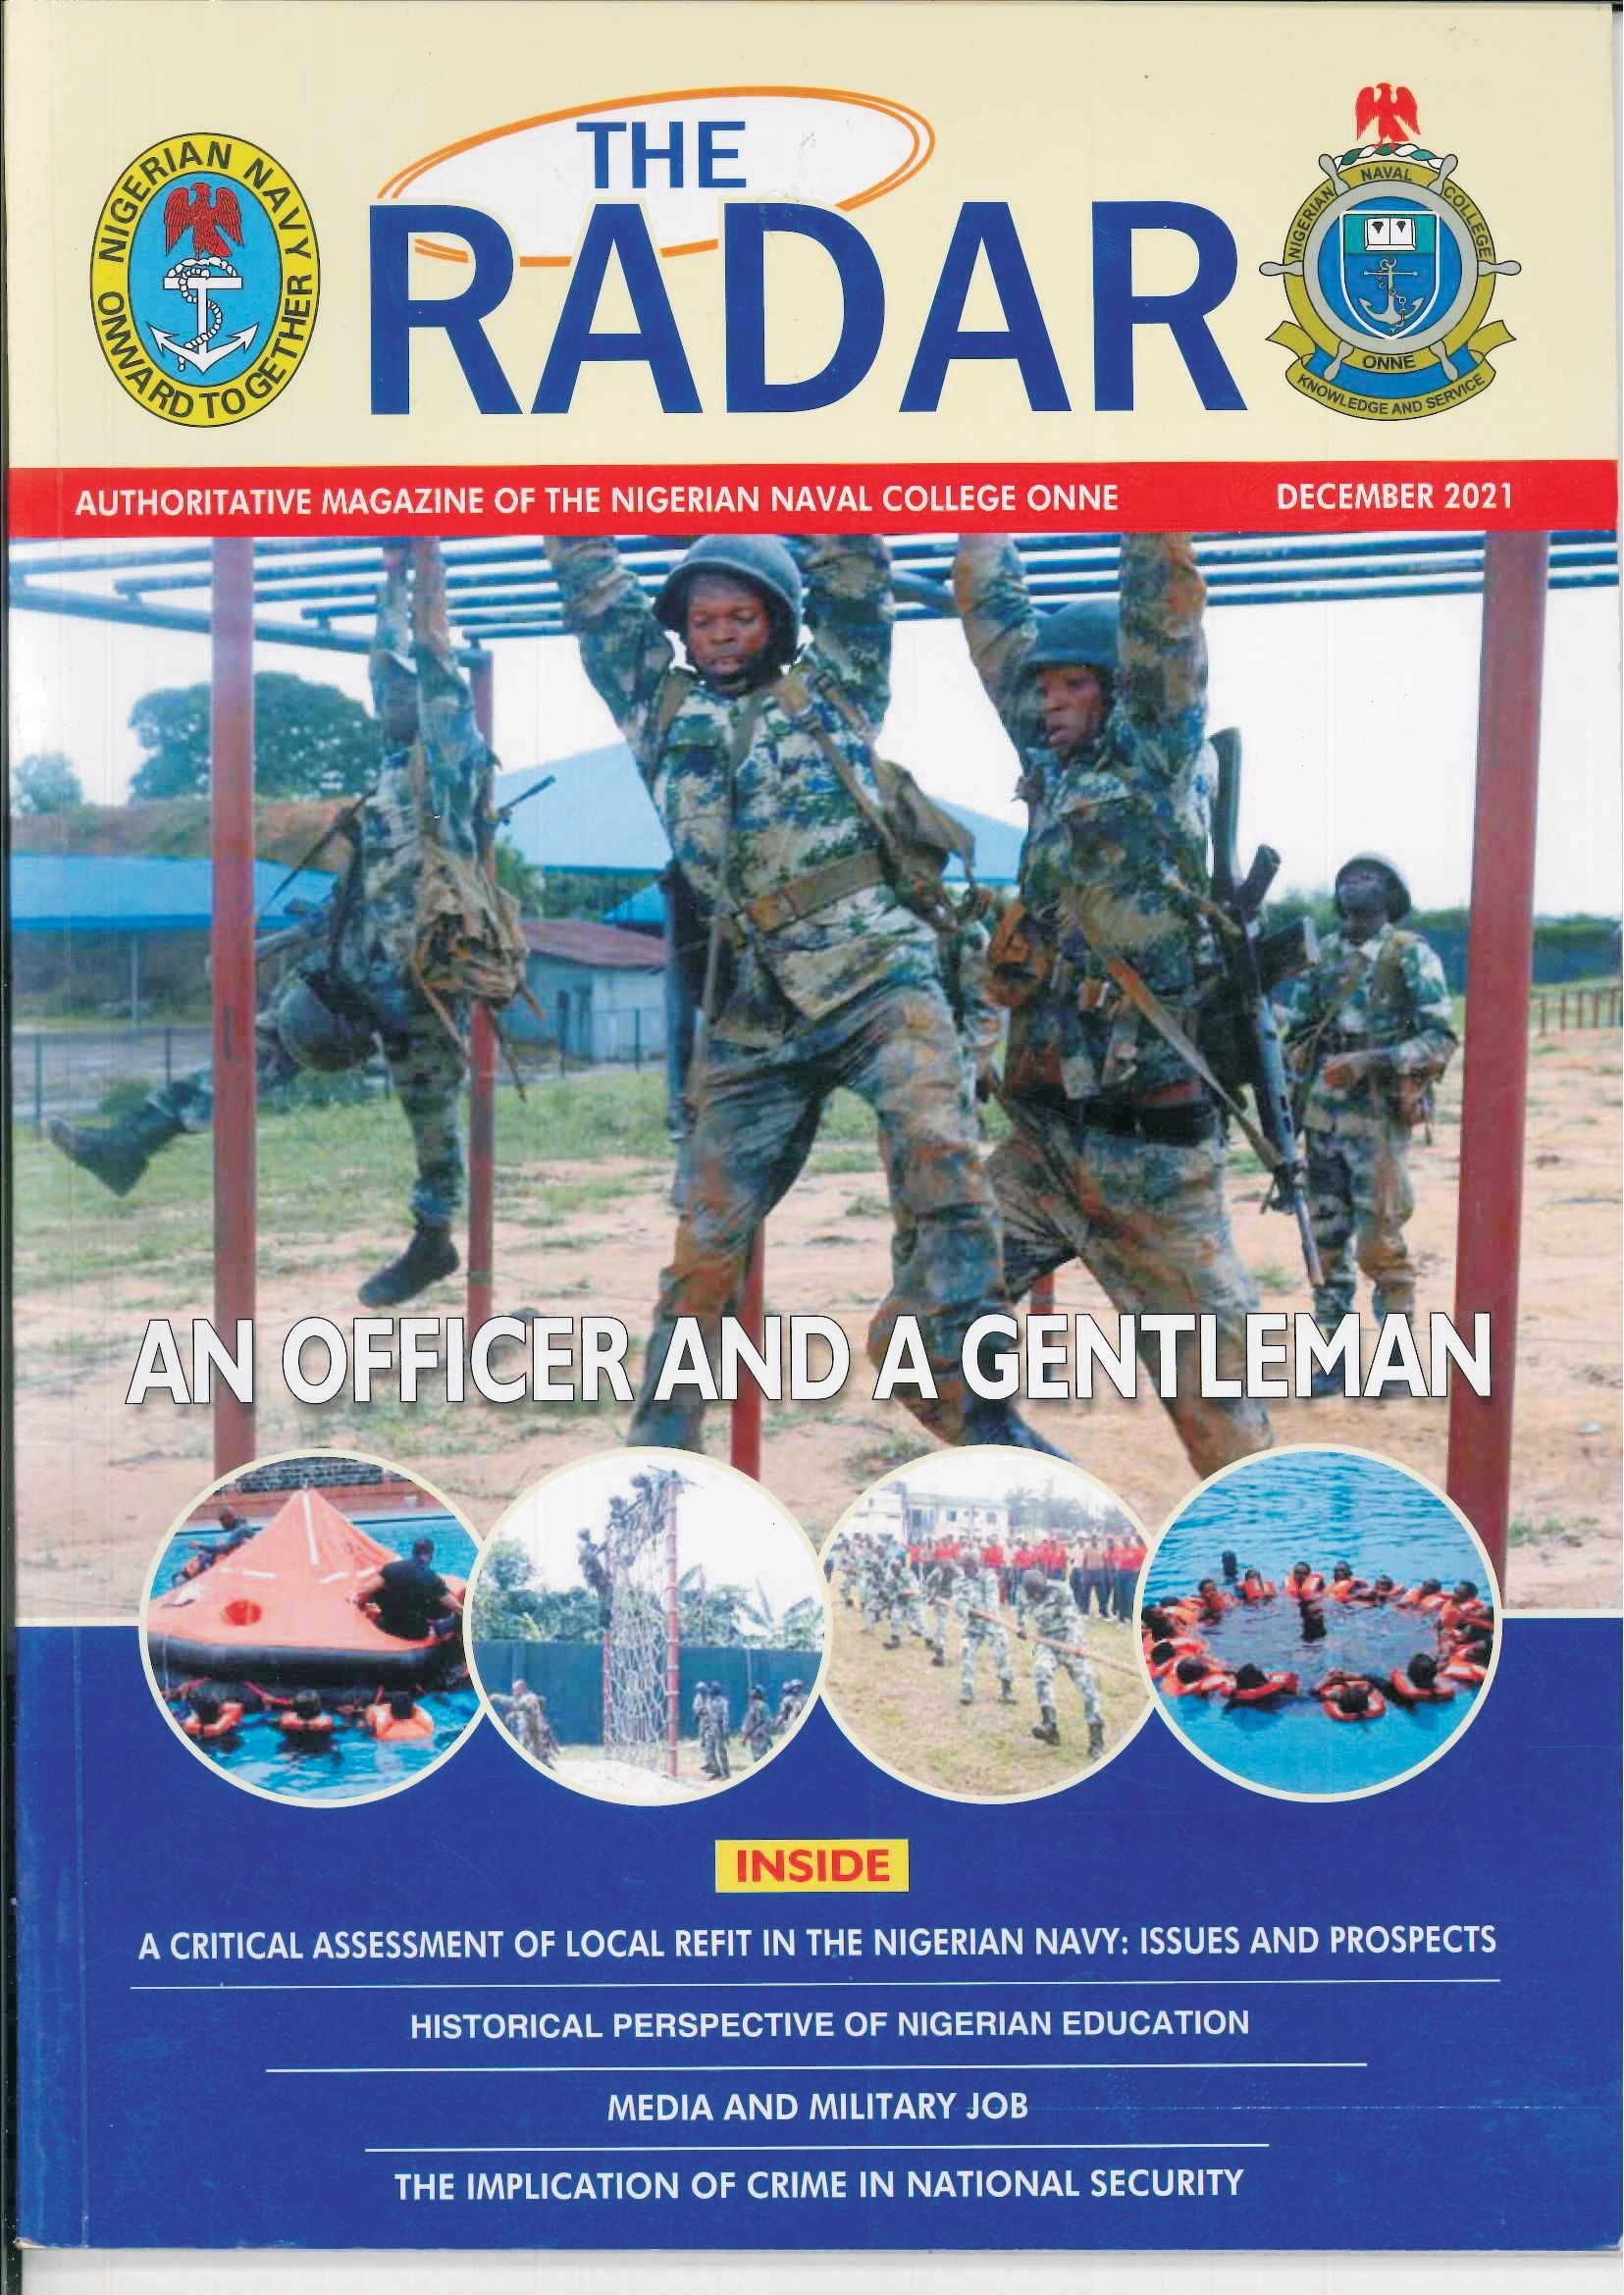 THE
RADAR
NIGERIAN NAVY
ONWARD TOGETHER
NIGERIAN NAVAL COLLEGE
ONNE
KNOWLEDGE AND SERVICE
AUTHORITATIVE MAGAZINE OF THE NIGERIAN NAVAL COLLEGE ONNE
DECEMBER 2021
AN OFFICER AND A GENTLEMAN
INSIDE
A CRITICAL ASSESSMENT OF LOCAL REFIT IN THE NIGERIAN NAVY: ISSUES AND PROSPECTS
HISTORICAL PERSPECTIVE OF NIGERIAN EDUCATION
MEDIA AND MILITARY JOB
THE IMPLICATION OF CRIME IN NATIONAL SECURITY